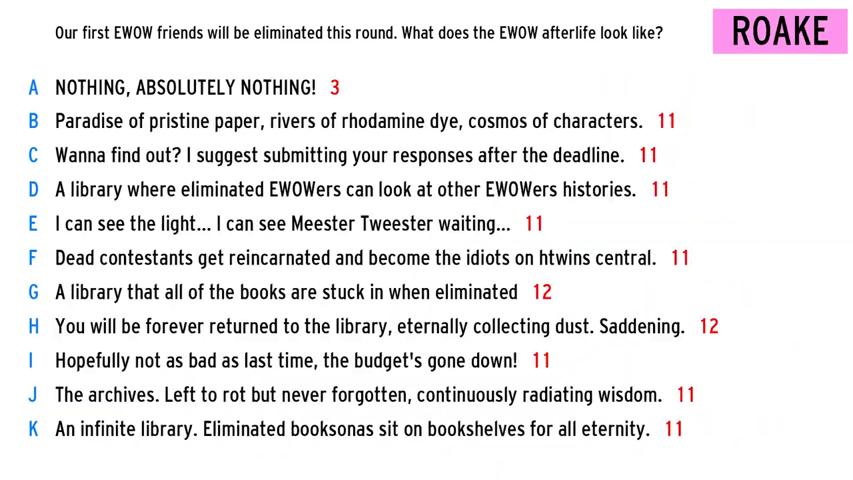 Our first EWOW friends will be eliminated this round. What does the EWOW afterlife look like?
ROAKE
A NOTHING, ABSOLUTELY NOTHING! 3
B Paradise of pristine paper, rivers of rhodamine dye, cosmos of characters. 11
C Wanna find out? I suggest submitting your responses after the deadline. 11
D A library where eliminated EWOWers can look at other EWOWers histories. 11
E I can see the light... I can see Meester Tweester waiting... 11
F Dead contestants get reincarnated and become the idiots on htwins central. 11
G A library that all of the books are stuck in when eliminated 12
H You will be forever returned to the library, eternally collecting dust. Saddening. 12
I Hopefully not as bad as last time, the budget's gone down! 11
J The archives. Left to rot but never forgotten, continuously radiating wisdom. 11
K An infinite library. Eliminated booksonas sit on bookshelves for all eternity. 11